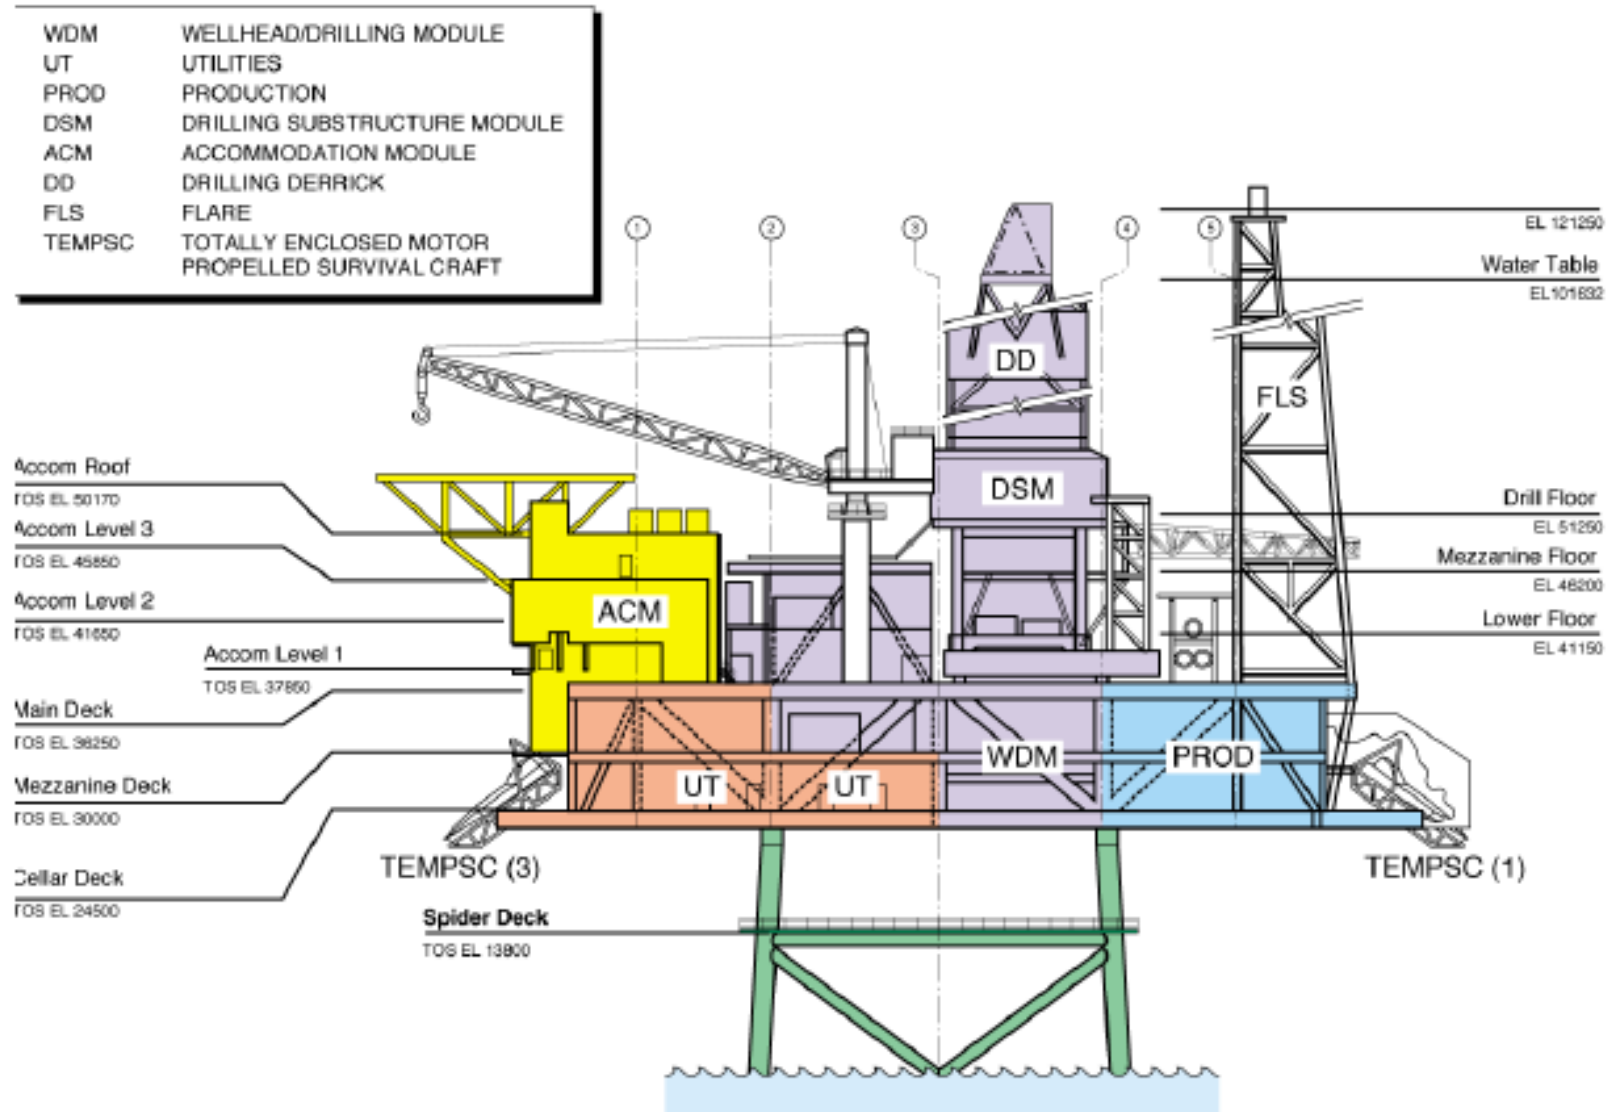 WDM WELLHEAD/DRILLING MODULE
UT UTILITIES
PROD PRODUCTION
DSM DRILLING SUBSTRUCTURE MODULE
ACM ACCOMMODATION MODULE
DD DRILLING DERRICK
FLS FLARE
TEMPSC TOTALLY ENCLOSED MOTOR
PROPELLED SURVIVAL CRAFT
1 2 3 4 5
EL 121250
Water Table
EL101632
DD
FLS
Accom Roof
TOS EL 50170
Accom Level 3
TOS EL 45850
Accom Level 2
TOS EL 41650
Accom Level 1
TOS EL 37850
Main Deck
TOS EL 36250
Mezzanine Deck
TOS EL 30000
Cellar Deck
TOS EL 24500
DSM
Drill Floor
EL 51250
Mezzanine Floor
EL 46200
Lower Floor
EL 41150
ACM
UT
UT
WDM
PROD
TEMPSC (3)
TEMPSC (1)
Spider Deck
TOS EL 13800